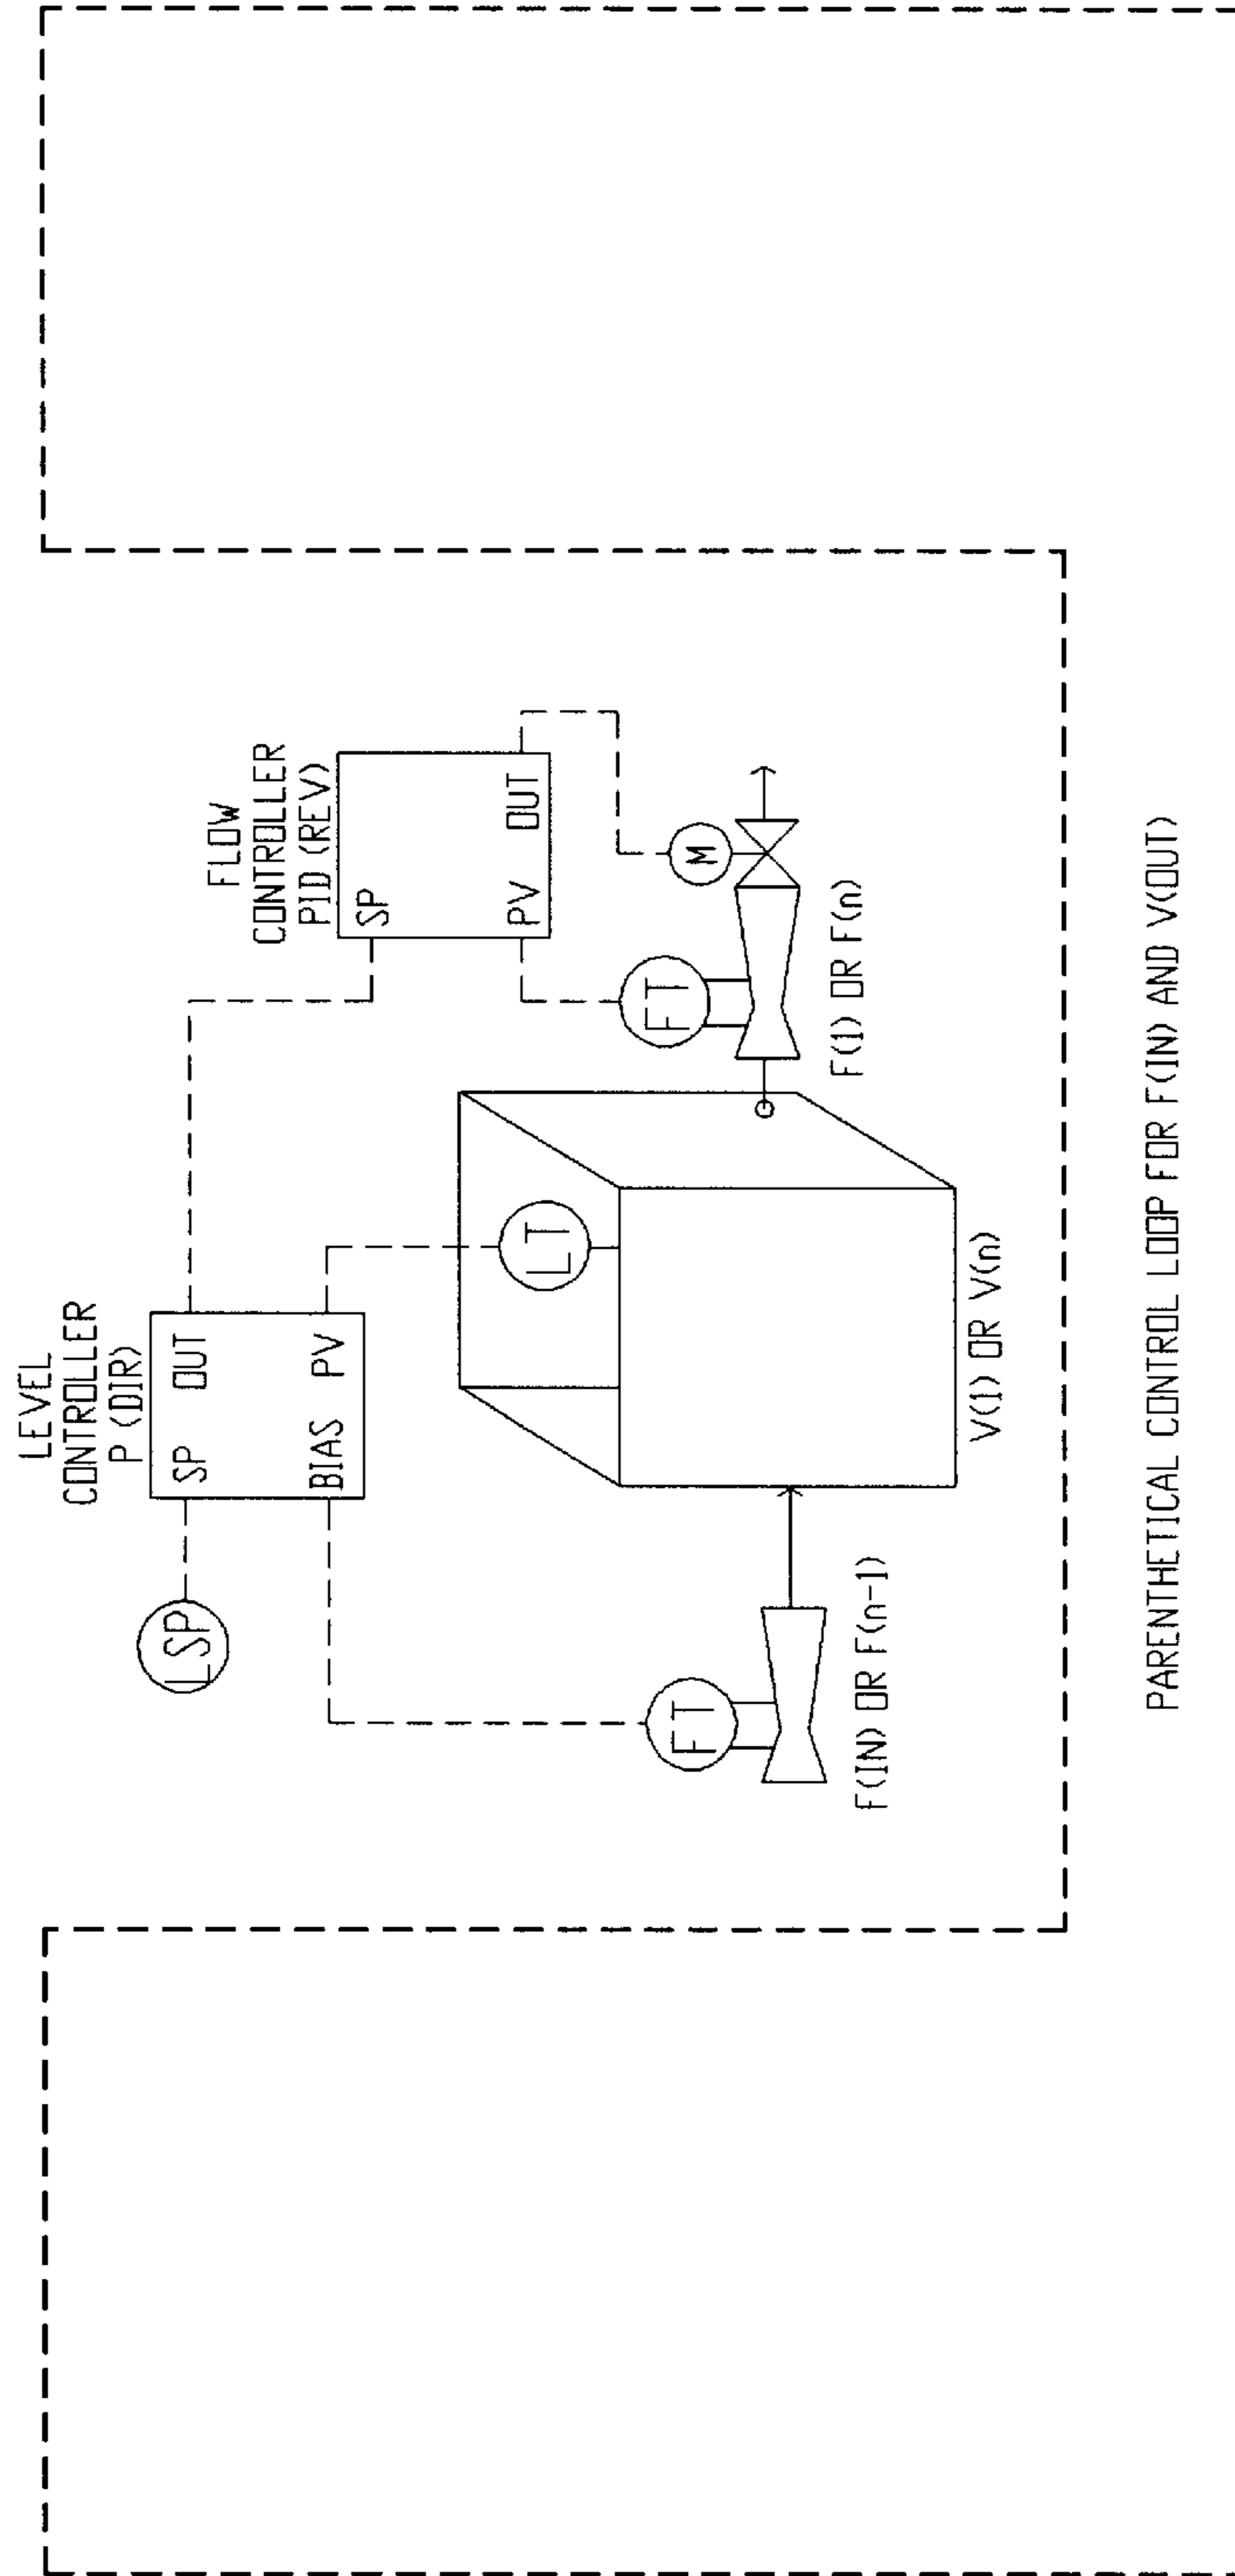 LEVEL
CONTROLLER
P (DIR)
SP OUT
BIAS PV
LSP
FLOW
CONTROLLER
PID (REV)
SP
PV OUT
LT
FT
M
FT
F(1) OR F(n)
F(IN) OR F(n-1)
V(1) OR V(n)
PARENTHETICAL CONTROL LOOP FOR F(IN) AND V(OUT)